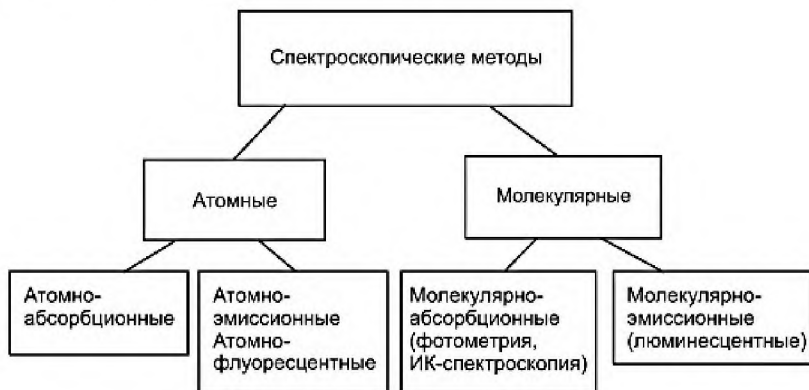 Спектроскопические методы
Атомные
Молекулярные
Атомно-
абсорбционные
Атомно-
эмиссионные
Атомно-
флуоресцентные
Молекулярно-
абсорбционные
(фотометрия,
ИК-спектроскопия)
Молекулярно-
эмиссионные
(люминесцентные)